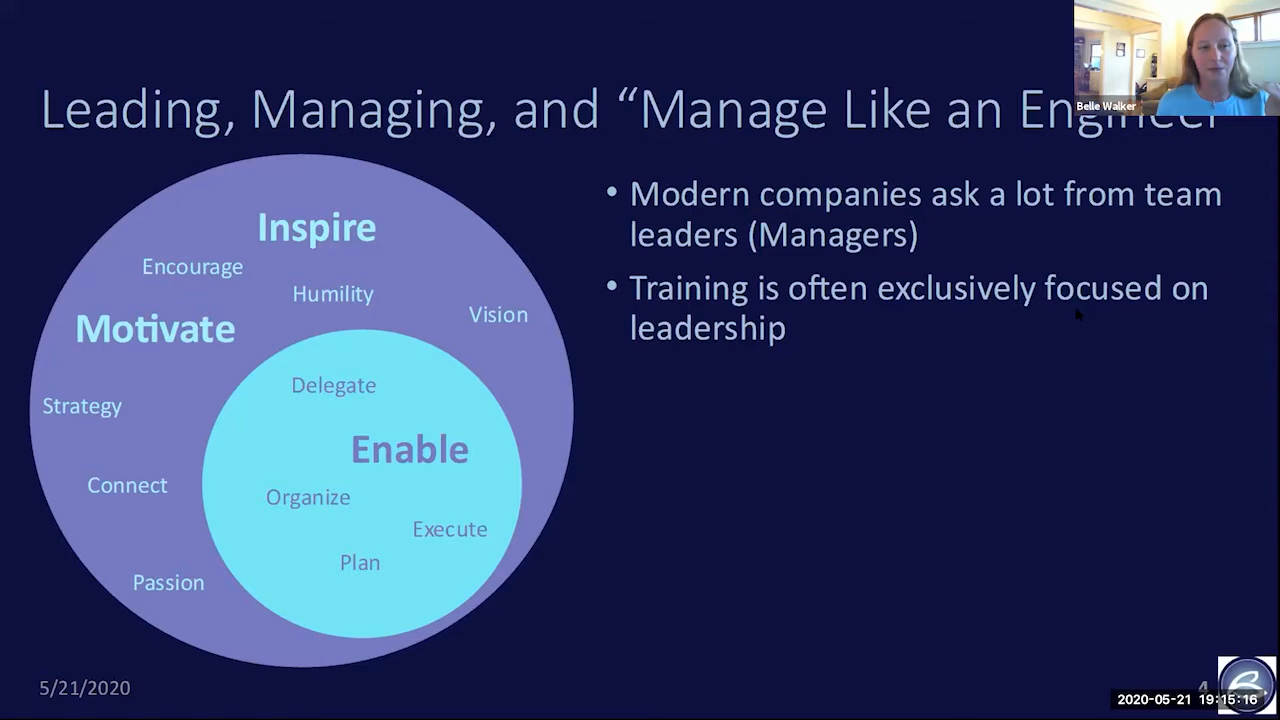 Belle Walker
Leading, Managing, and “Manage Like an Engineer”
Inspire
Encourage
Humility
Vision
Motivate
Delegate
Strategy
Enable
Connect
Organize
Execute
Plan
Passion
• Modern companies ask a lot from team
leaders (Managers)
• Training is often exclusively focused on
leadership
5/21/2020
4
2020-05-21 19:15:16